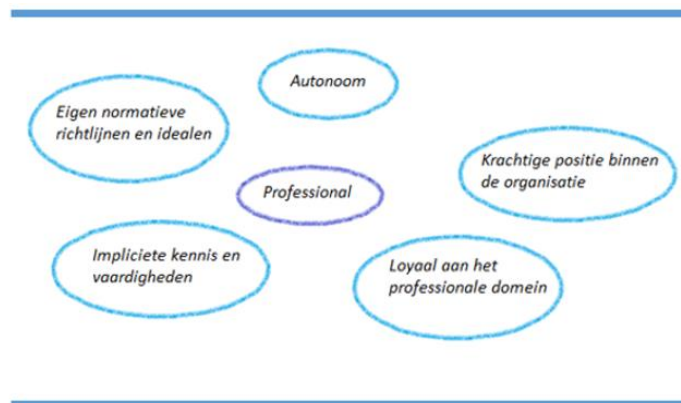 Autonoom
Eigen normatieve
richtlijnen en idealen
Krachtige positie binnen
de organisatie
Professional
Impliciete kennis en
vaardigheden
Loyaal aan het
professionale domein